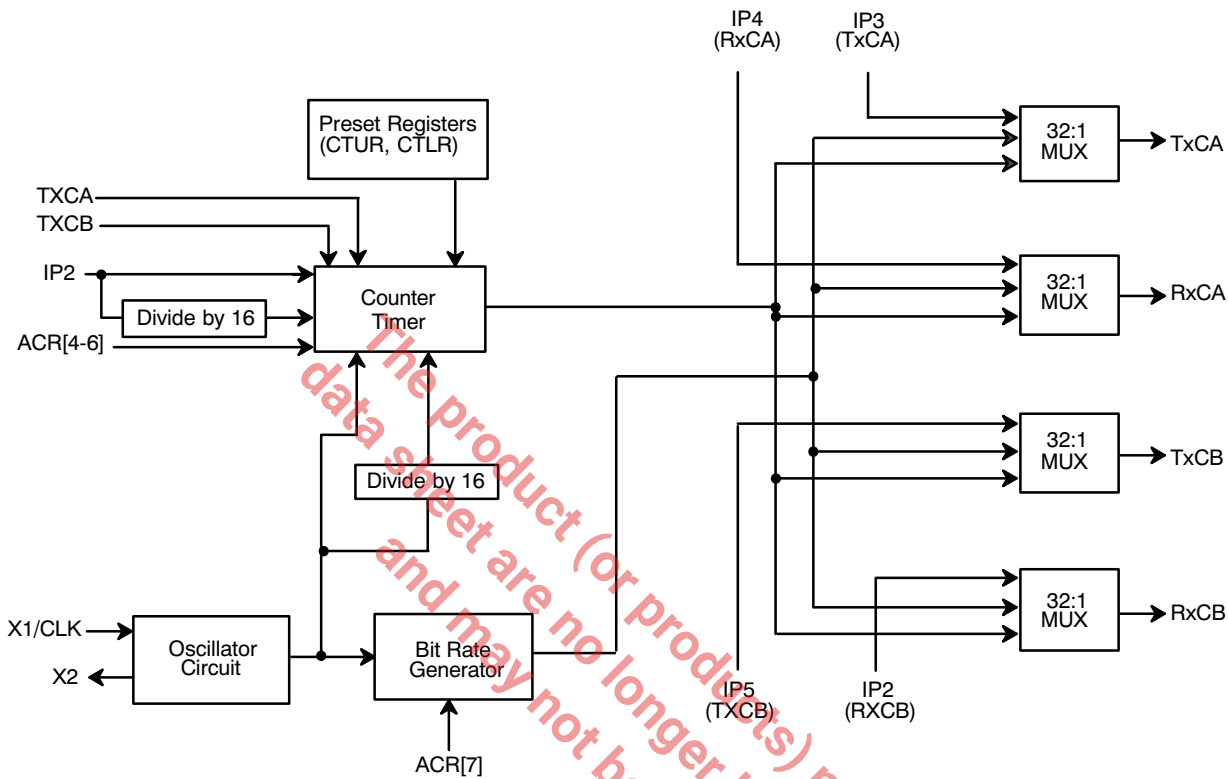 IP4
(RxCA)
IP3
(TxCA)
Preset Registers
(CTUR, CTLR)
32:1
MUX
TxCA
TXCA
TXCB
IP2
Counter
Timer
32:1
MUX
RxCA
Divide by 16
ACR[4-6]
32:1
MUX
TxCB
Divide by 16
X1/CLK
X2
Oscillator
Circuit
Bit Rate
Generator
32:1
MUX
RxCB
IP5
(TXCB)
IP2
(RXCB)
ACR[7]
The product (or products)
data sheet are no longer
and may not